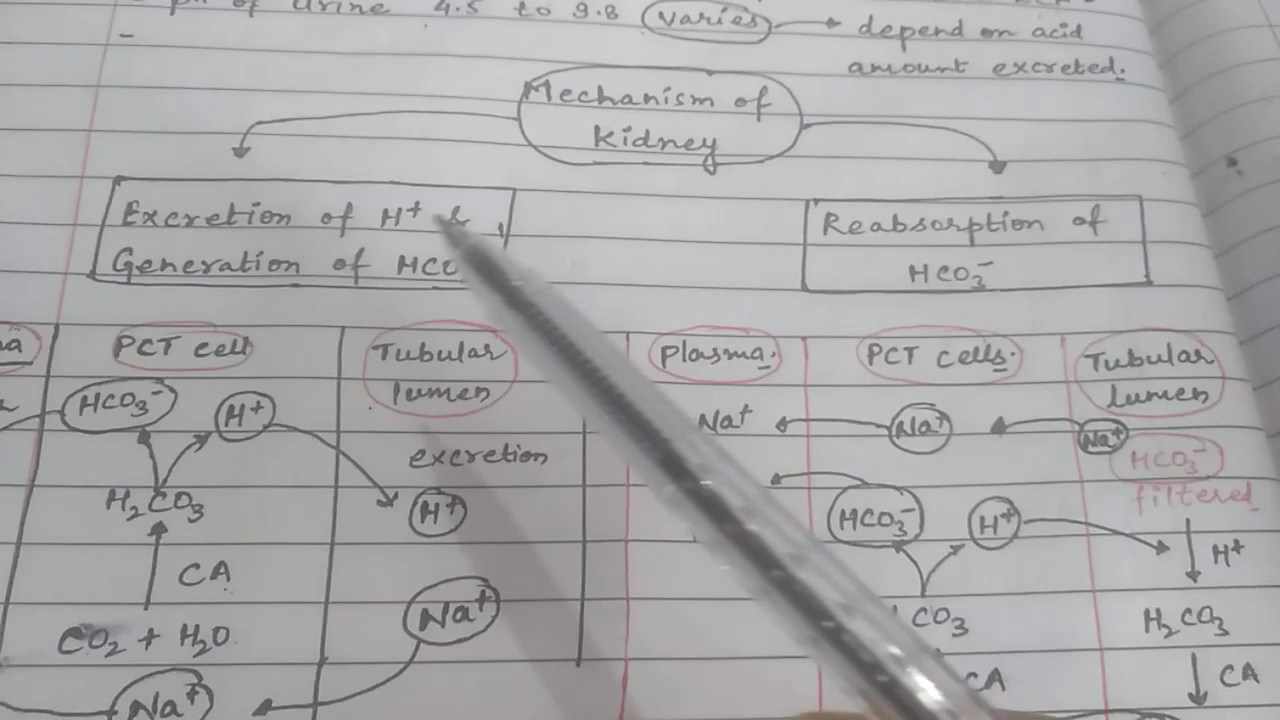 of urine 4.5 to 9.8 varies → depend on acid
amount excreted.
Mechanism of
Kidney
Excretion of H⁺ &
Generation of HCO
Reabsorption of
HCO₃⁻
PCT cell
Tubular
lumen
HCO₃⁻ H⁺
excretion
H₂CO₃
H⁺
CA
CO₂ + H₂O
Na⁺
Na⁺
Plasma.
PCT cells.
Tubular
lumen
Na⁺ ← Na⁺ ← Na⁺
HCO₃⁻
filtered
HCO₃⁻ H⁺ → ↓ H⁺
CO₃
H₂CO₃
CA
↓ CA